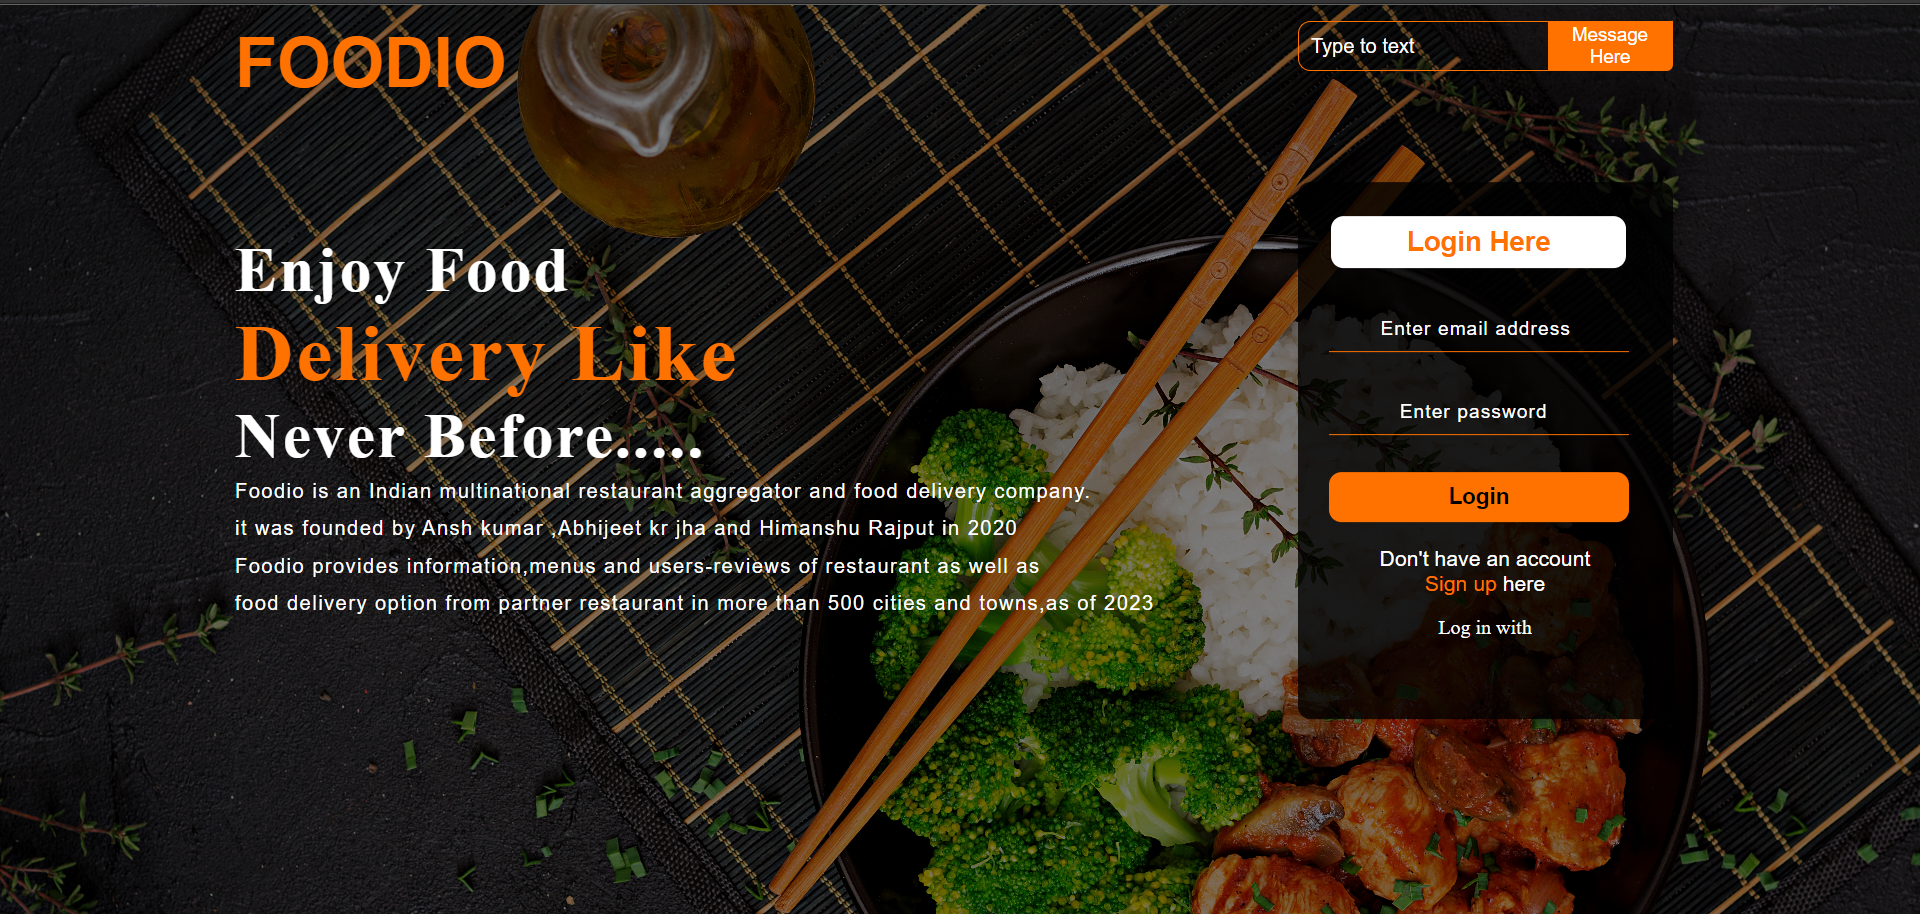 FOODIO
Type to text
Message
Here
Enjoy Food
Delivery Like
Never Before.....
Foodio is an Indian multinational restaurant aggregator and food delivery company.
it was founded by Ansh kumar ,Abhijeet kr jha and Himanshu Rajput in 2020
Foodio provides information,menus and users-reviews of restaurant as well as
food delivery option from partner restaurant in more than 500 cities and towns,as of 2023
Login Here
Enter email address
Enter password
Login
Don't have an account
Sign up here
Log in with